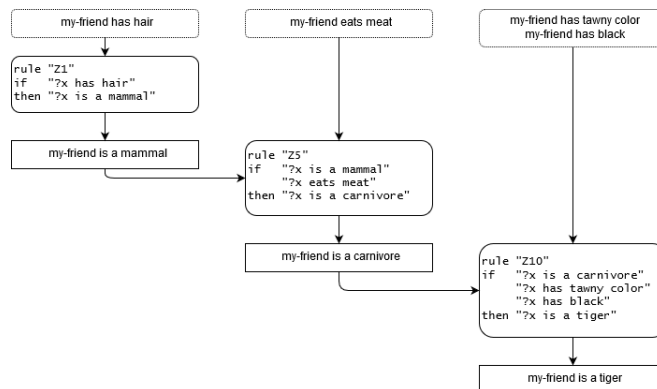 my-friend has hair
my-friend eats meat
my-friend has tawny color
my-friend has black
rule "Z1"
if "?x has hair"
then "?x is a mammal"
my-friend is a mammal
rule "Z5"
if "?x is a mammal"
"?x eats meat"
then "?x is a carnivore"
my-friend is a carnivore
rule "Z10"
if "?x is a carnivore"
"?x has tawny color"
"?x has black"
then "?x is a tiger"
my-friend is a tiger